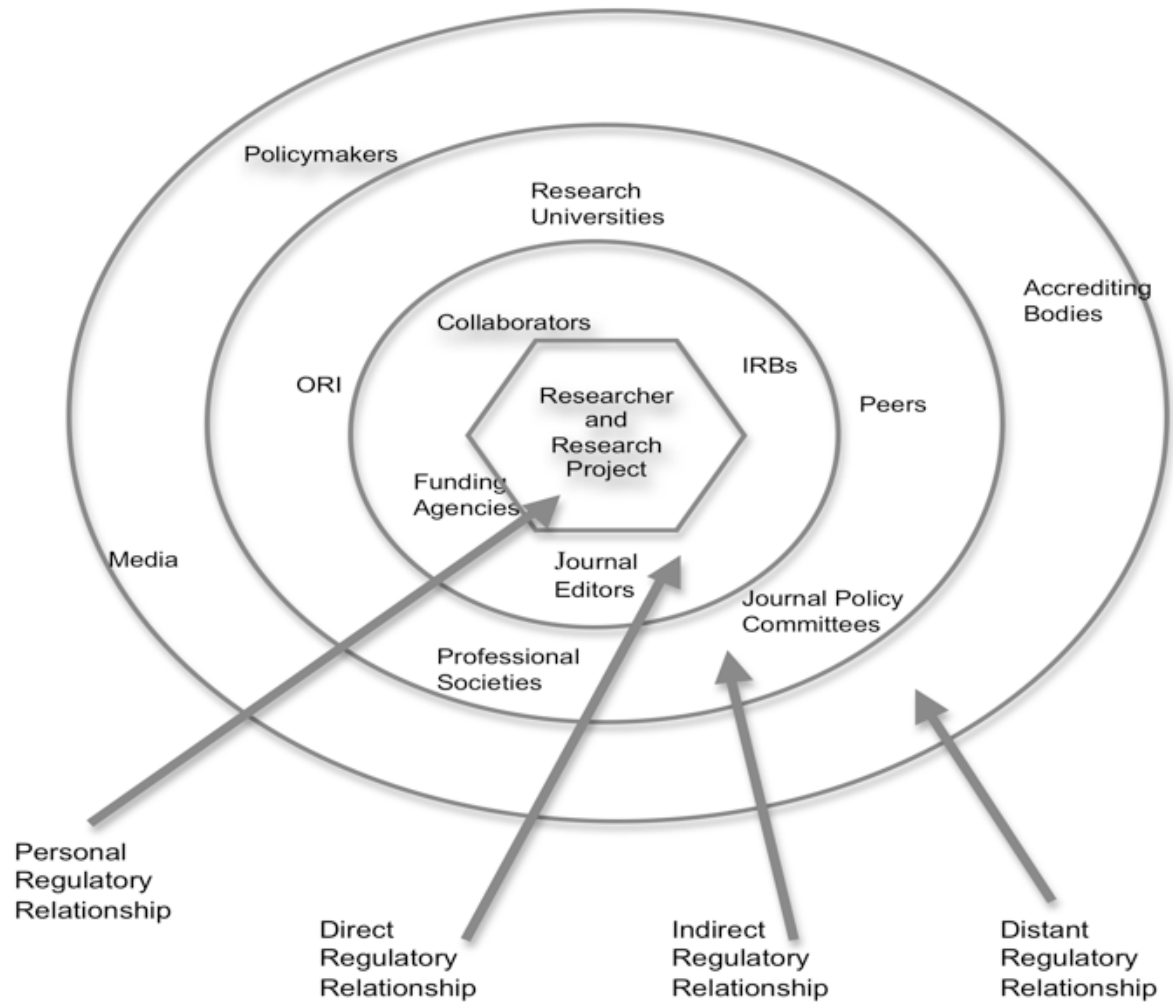 Policymakers
Research
Universities
Accrediting
Bodies
Collaborators
IRBs
ORI
Researcher
and
Research
Project
Peers
Funding
Agencies
Media
Journal
Editors
Journal Policy
Committees
Professional
Societies
Personal
Regulatory
Relationship
Direct
Regulatory
Relationship
Indirect
Regulatory
Relationship
Distant
Regulatory
Relationship